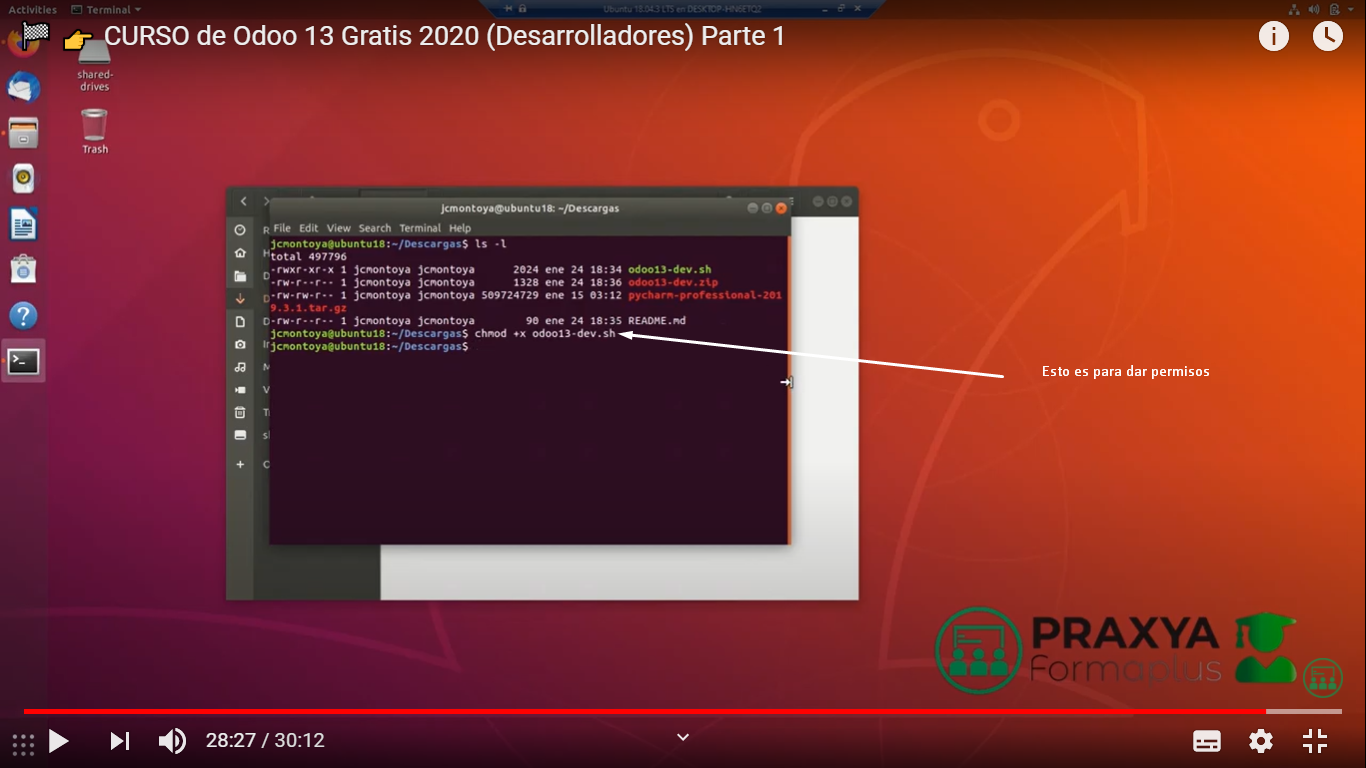 Activities Terminal
Ubuntu 18.04.3 LTS en DESKTOP-HN6ETQ2
CURSO de Odoo 13 Gratis 2020 (Desarrolladores) Parte 1
shared-
drives
Trash
jcmontoya@ubuntu18: ~/Descargas
File Edit View Search Terminal Help
jcmontoya@ubuntu18:~/Descargas$ ls -l
total 497796
-rwxr-xr-x 1 jcmontoya jcmontoya 2024 ene 24 18:34 odoo13-dev.sh
-rw-r--r-- 1 jcmontoya jcmontoya 1328 ene 24 18:36 odoo13-dev.zip
-rw-rw-r-- 1 jcmontoya jcmontoya 509724729 ene 15 03:12 pycharm-professional-201
9.3.1.tar.gz
-rw-r--r-- 1 jcmontoya jcmontoya 90 ene 24 18:35 README.md
jcmontoya@ubuntu18:~/Descargas$ chmod +x odoo13-dev.sh
jcmontoya@ubuntu18:~/Descargas$
Esto es para dar permisos
PRAXYA
Formaplus
28:27 / 30:12